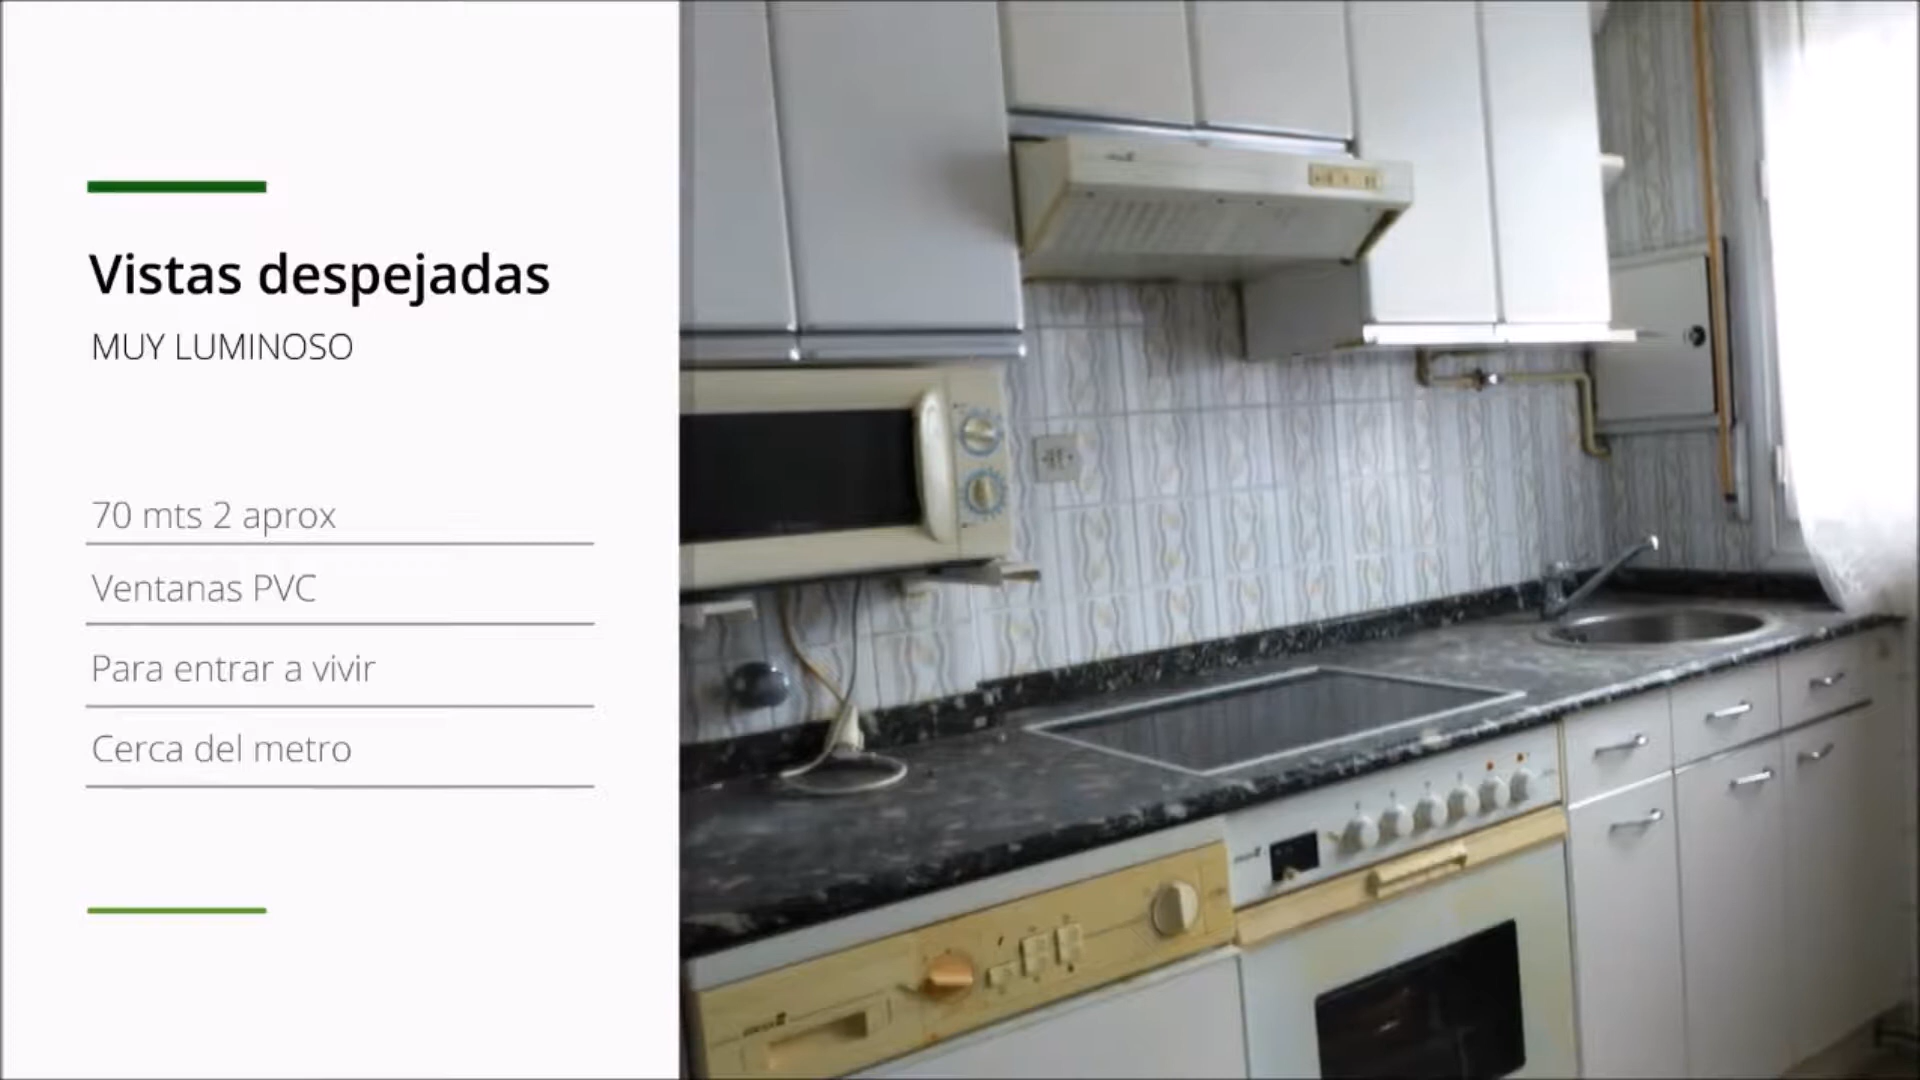 Vistas despejadas
MUY LUMINOSO
70 mts 2 aprox
Ventanas PVC
Para entrar a vivir
Cerca del metro